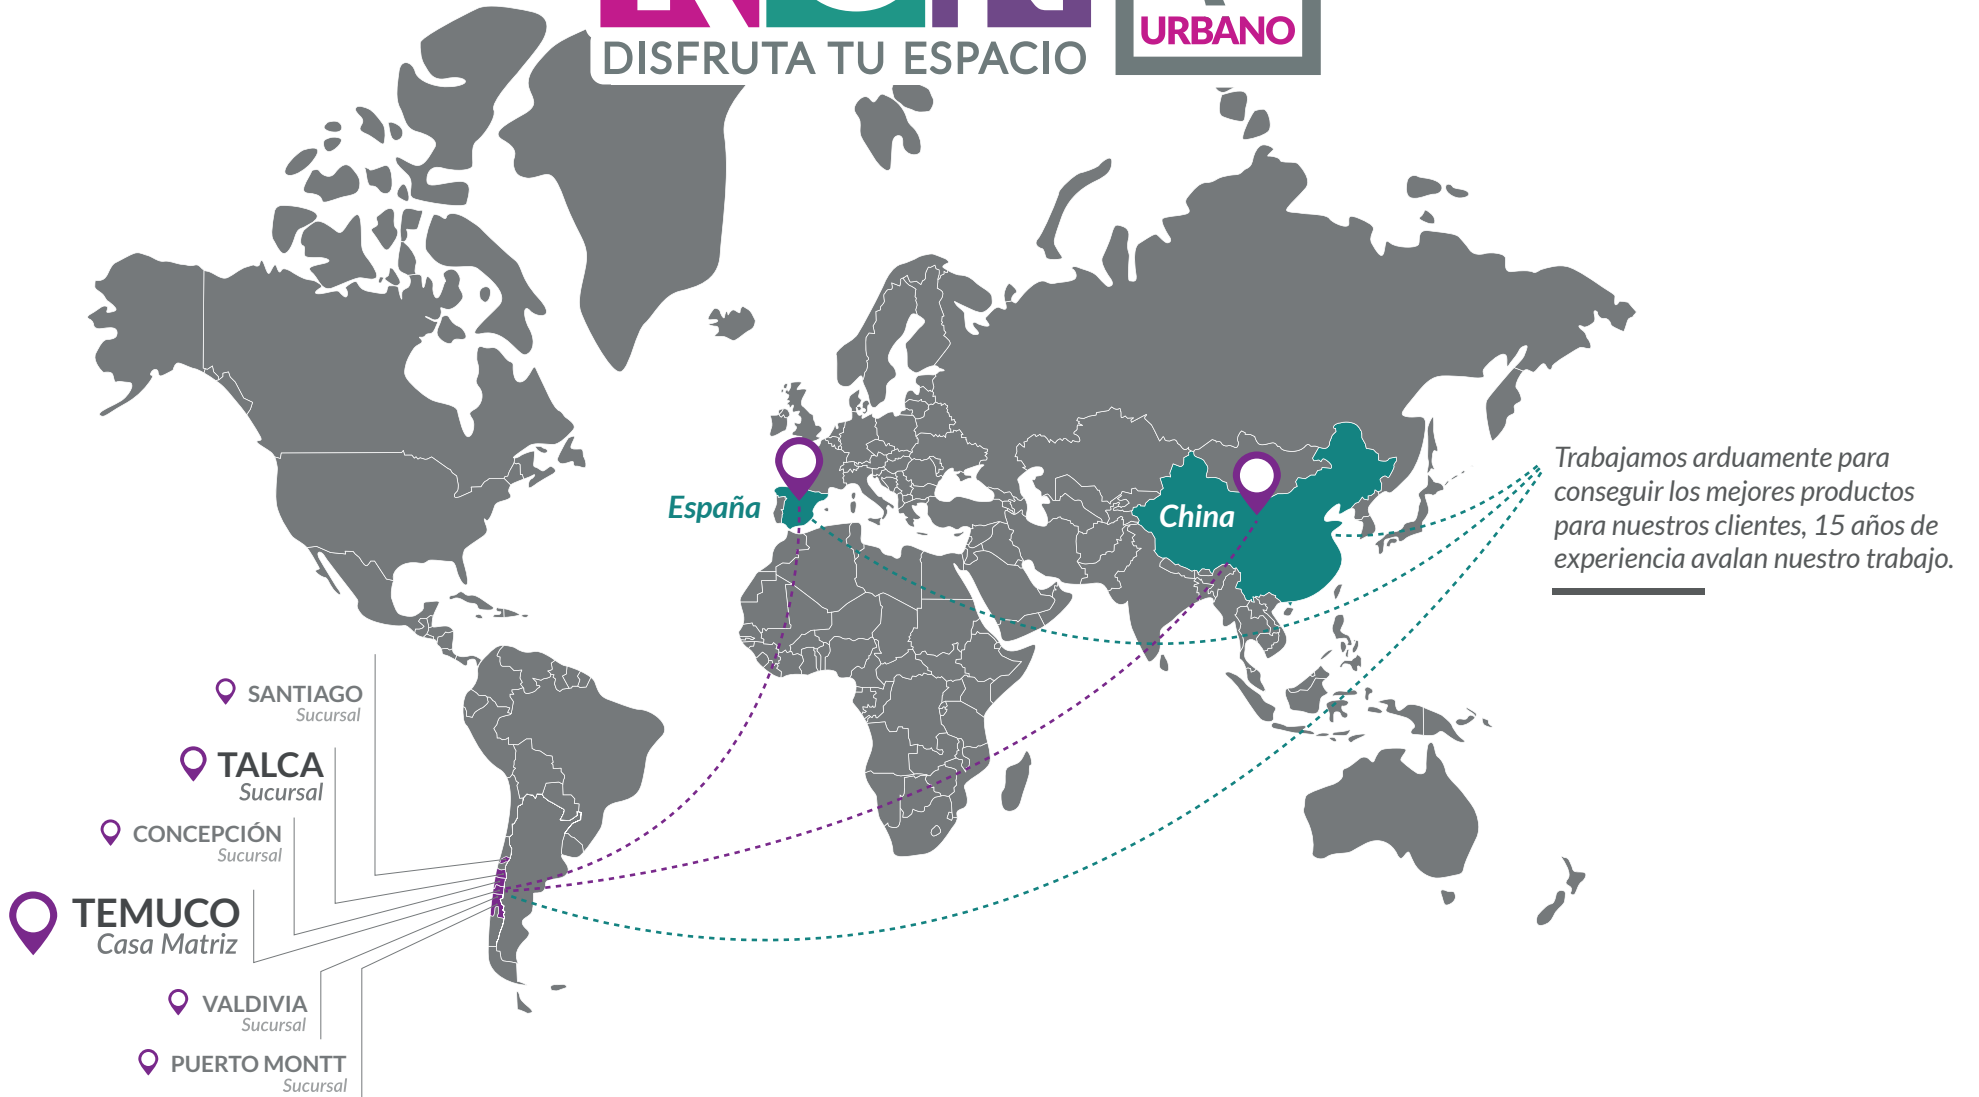 DISFRUTA TU ESPACIO
URBANO
España
China
Trabajamos arduamente para
conseguir los mejores productos
para nuestros clientes, 15 años de
experiencia avalan nuestro trabajo.
SANTIAGO
Sucursal
TALCA
Sucursal
CONCEPCIÓN
Sucursal
TEMUCO
Casa Matriz
VALDIVIA
Sucursal
PUERTO MONTT
Sucursal